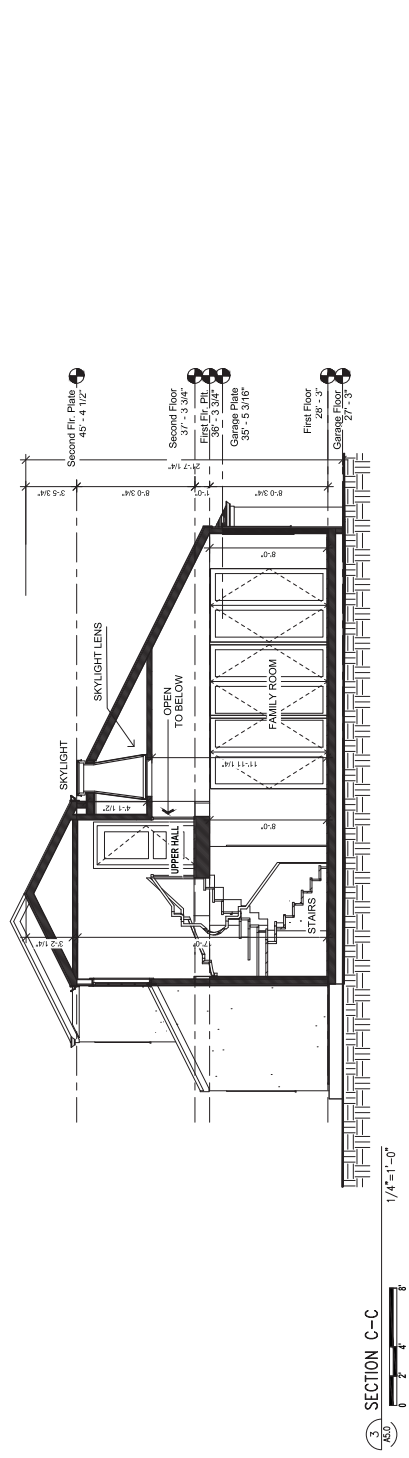 Second Flr. Plate
45' - 4 1/2"
Second Floor
37' - 3 3/4"
First Flr. Plt.
36' - 3 3/4"
Garage Plate
35' - 5 3/16"
First Floor
28' - 3"
Garage Floor
27' - 3"
21'-7 1/4"
3'-5 3/4"
8'-0 3/4"
1'-0"
8'-0 3/4"
8'-0"
SKYLIGHT LENS
OPEN
TO BELOW
FAMILY ROOM
SKYLIGHT
11'-11 1/4"
4'-1 1/2"
8'-0"
UPPER HALL
STAIRS
3'-2 1/4"
17'-0"
3
A5.0
SECTION C-C
1/4"=1'-0"
0 2' 4' 8'